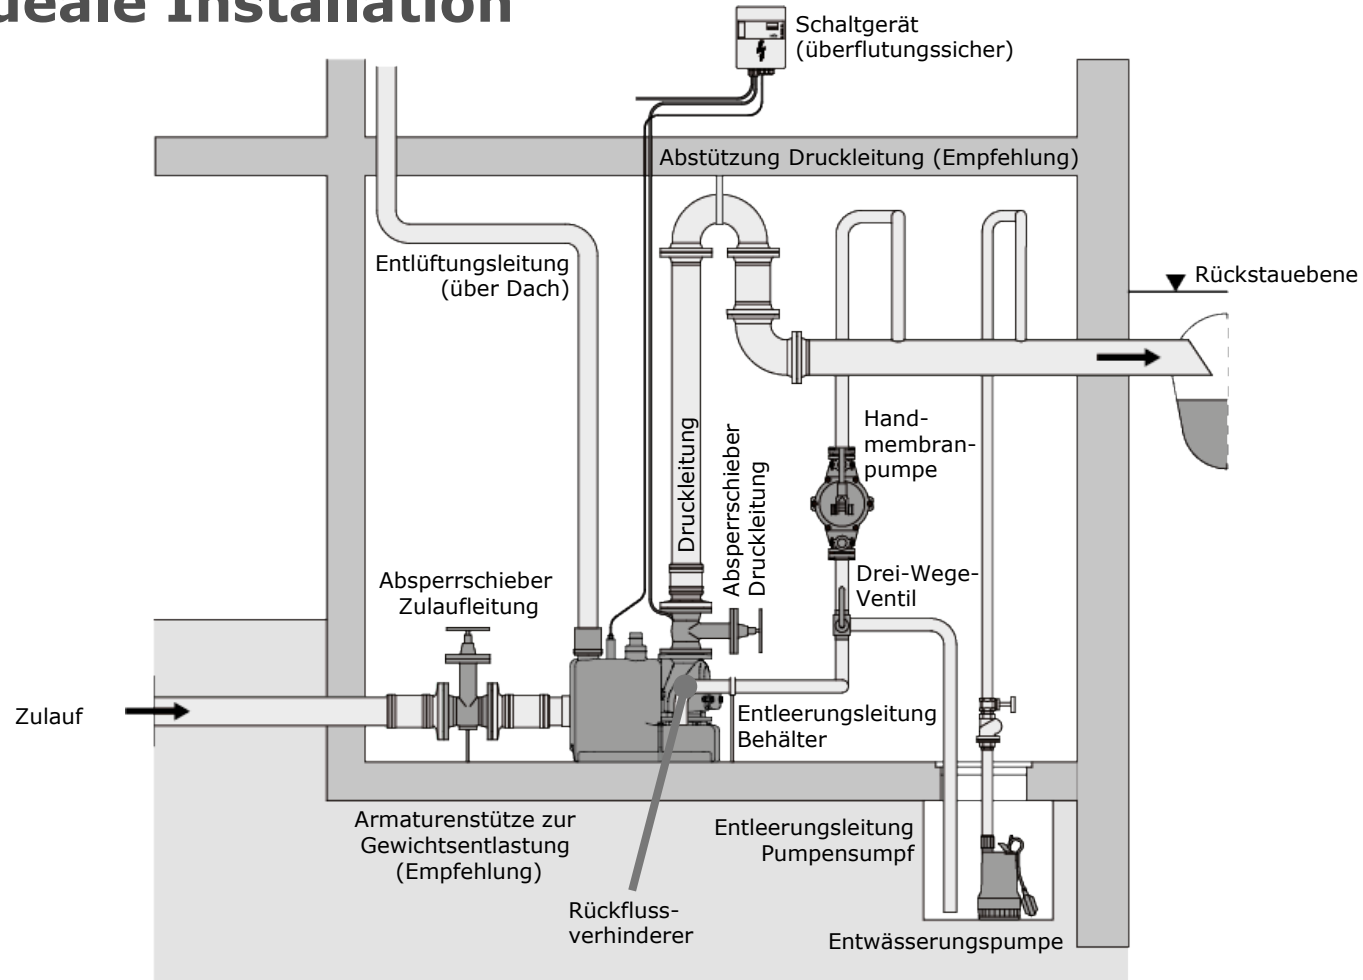 deale Installation
Schaltgerät
(überflutungssicher)
Abstützung Druckleitung (Empfehlung)
Entlüftungsleitung
(über Dach)
Rückstauebene
Hand-
membran-
pumpe
Druckleitung
Absperrschieber
Druckleitung
Absperrschieber
Zulaufleitung
Drei-Wege-
Ventil
Zulauf
Entleerungsleitung
Behälter
Armaturenstütze zur
Gewichtsentlastung
(Empfehlung)
Entleerungsleitung
Pumpensumpf
Rückfluss-
verhinderer
Entwässerungspumpe